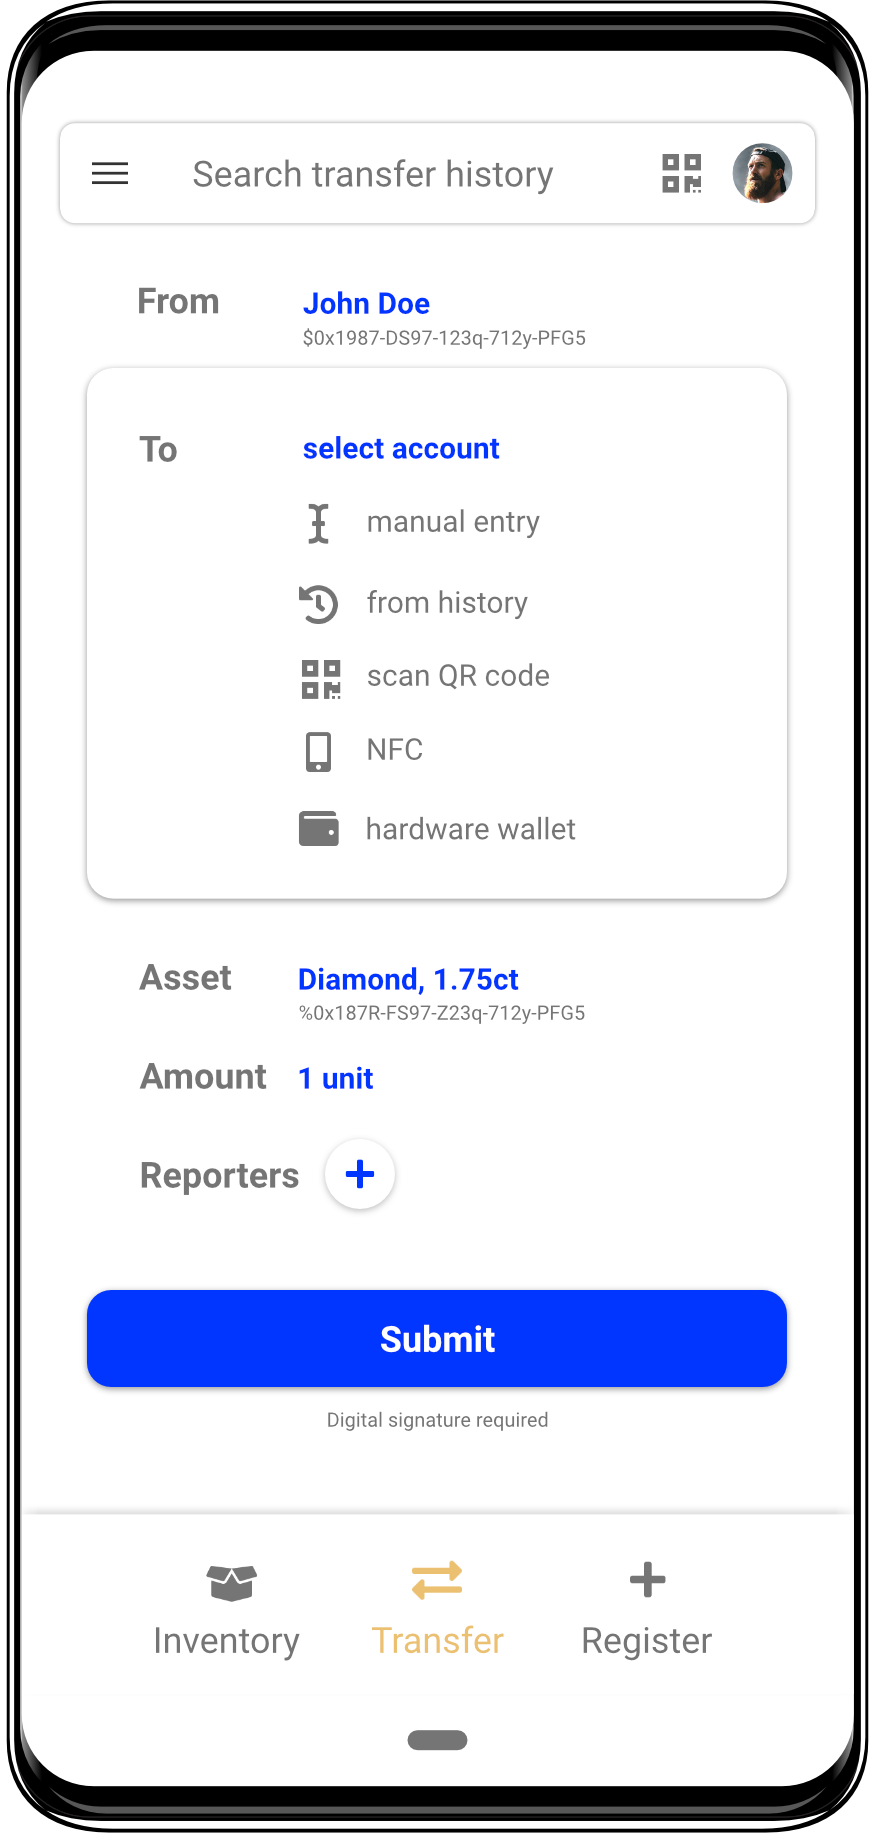 Search transfer history
From
John Doe
$0x1987-DS97-123q-712y-PFG5
To
select account
manual entry
from history
scan QR code
NFC
hardware wallet
Asset
Diamond, 1.75ct
%0x187R-FS97-Z23q-712y-PFG5
Amount
1 unit
Reporters
Submit
Digital signature required
Inventory
Transfer
Register